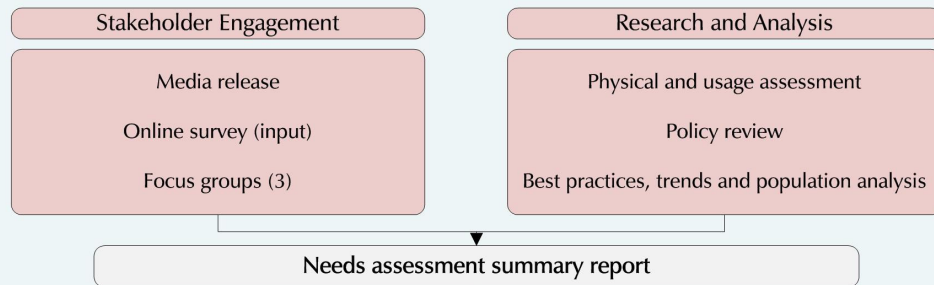 Stakeholder Engagement
Media release
Online survey (input)
Focus groups (3)
Research and Analysis
Physical and usage assessment
Policy review
Best practices, trends and population analysis
Needs assessment summary report